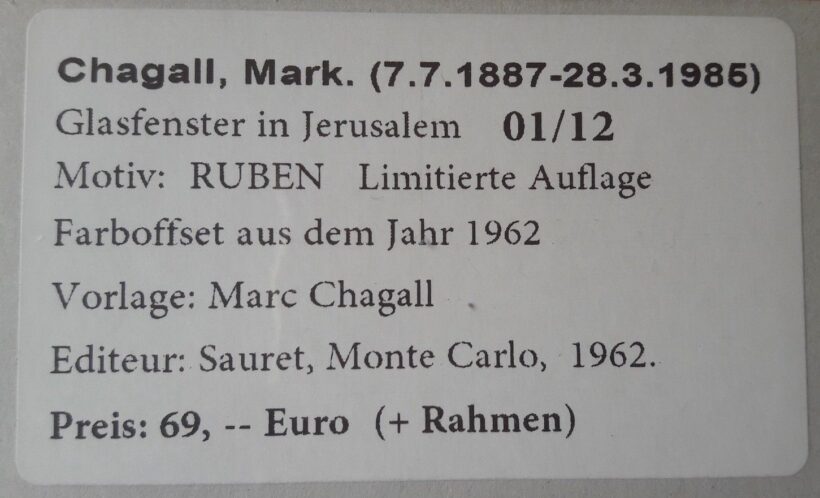 Chagall, Mark. (7.7.1887-28.3.1985)
Glasfenster in Jerusalem 01/12
Motiv: RUBEN Limitierte Auflage
Farboffset aus dem Jahr 1962
Vorlage: Marc Chagall
Editeur: Sauret, Monte Carlo, 1962.
Preis: 69, -- Euro (+ Rahmen)